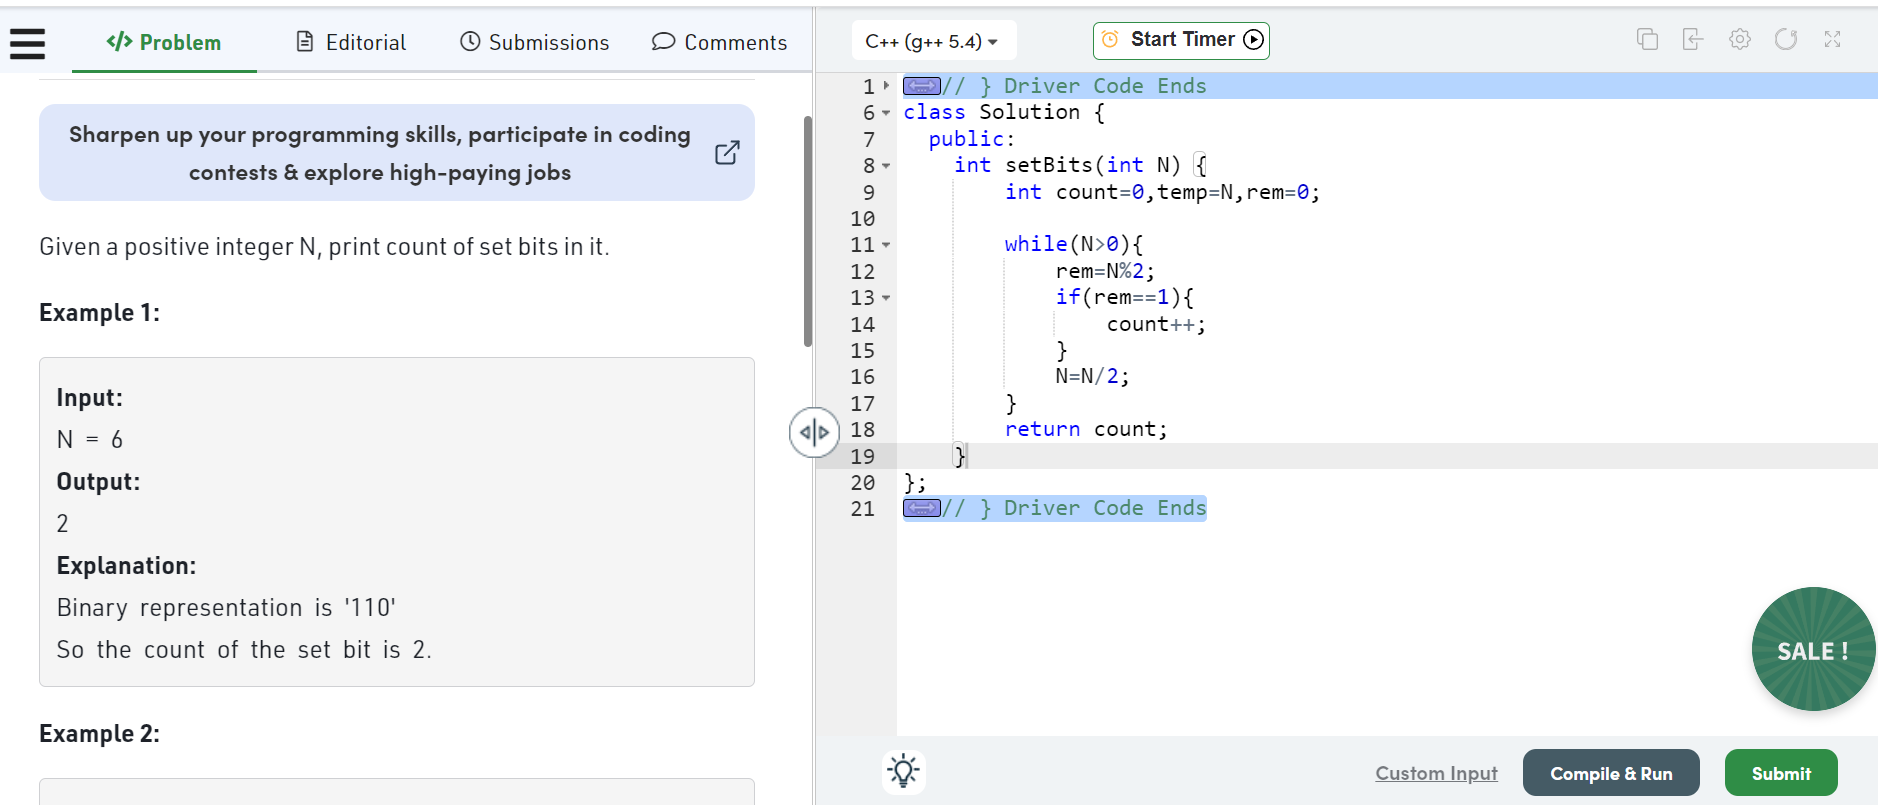 </> Problem
Editorial
Submissions
Comments
Sharpen up your programming skills, participate in coding
contests & explore high-paying jobs
Given a positive integer N, print count of set bits in it.
Example 1:
Input:
N = 6
Output:
2
Explanation:
Binary representation is '110'
So the count of the set bit is 2.
Example 2:
C++ (g++ 5.4)
Start Timer
1 // } Driver Code Ends
6 class Solution {
7 public:
8 int setBits(int N) {
9 int count=0,temp=N,rem=0;
10
11 while(N>0){
12 rem=N%2;
13 if(rem==1){
14 count++;
15 }
16 N=N/2;
17 }
18 return count;
19 }
20 };
21 // } Driver Code Ends
SALE !
Custom Input
Compile & Run
Submit